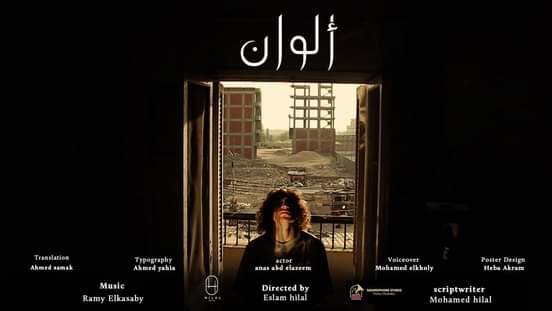 ألوان
Translation
Ahmed samak
Typography
Ahmed yahia
actor
anas abd elazeem
Voiceover
Mohamed elkholy
Poster Design
Heba Akram
Music
Ramy Elkasaby
HILAL
Directed by
Eslam hilal
scriptwriter
Mohamed hilal